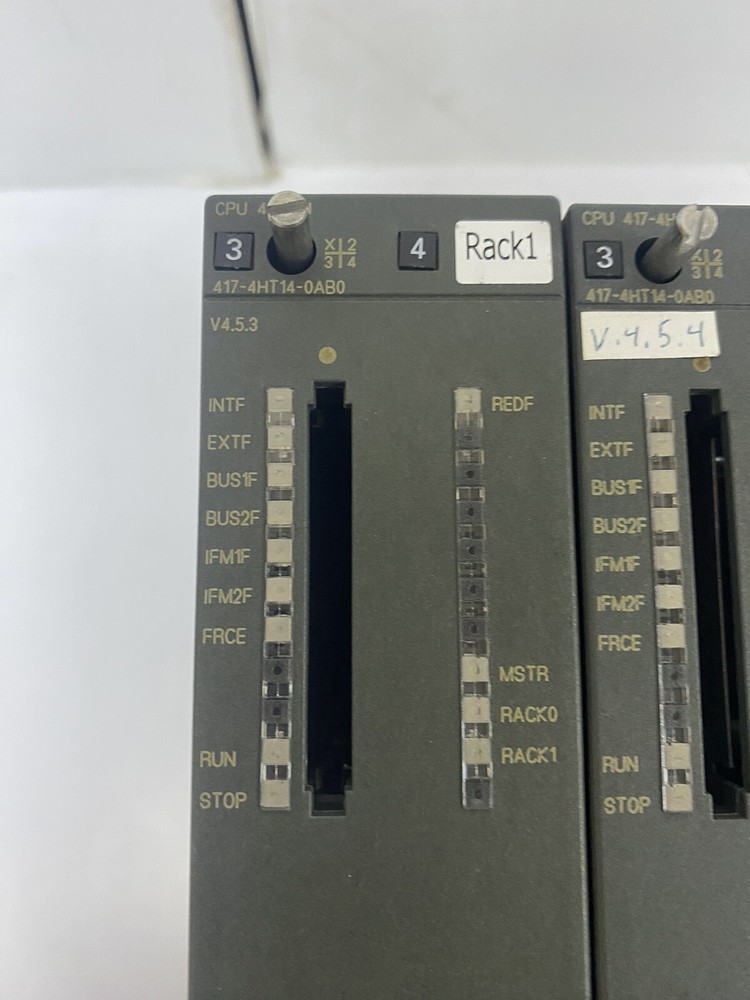 CPU 4
3
X 2
3 4
4
Rack1
417-4HT14-0AB0
V4.5.3
INTF
EXTF
BUS1F
BUS2F
IFM1F
IFM2F
FRCE
RUN
STOP
REDF
MSTR
RACK0
RACK1
CPU 417-4H
3
X 2
3 4
417-4HT14-0AB0
V.4.5.4
INTF
EXTF
BUS1F
BUS2F
IFM1F
IFM2F
FRCE
RUN
STOP